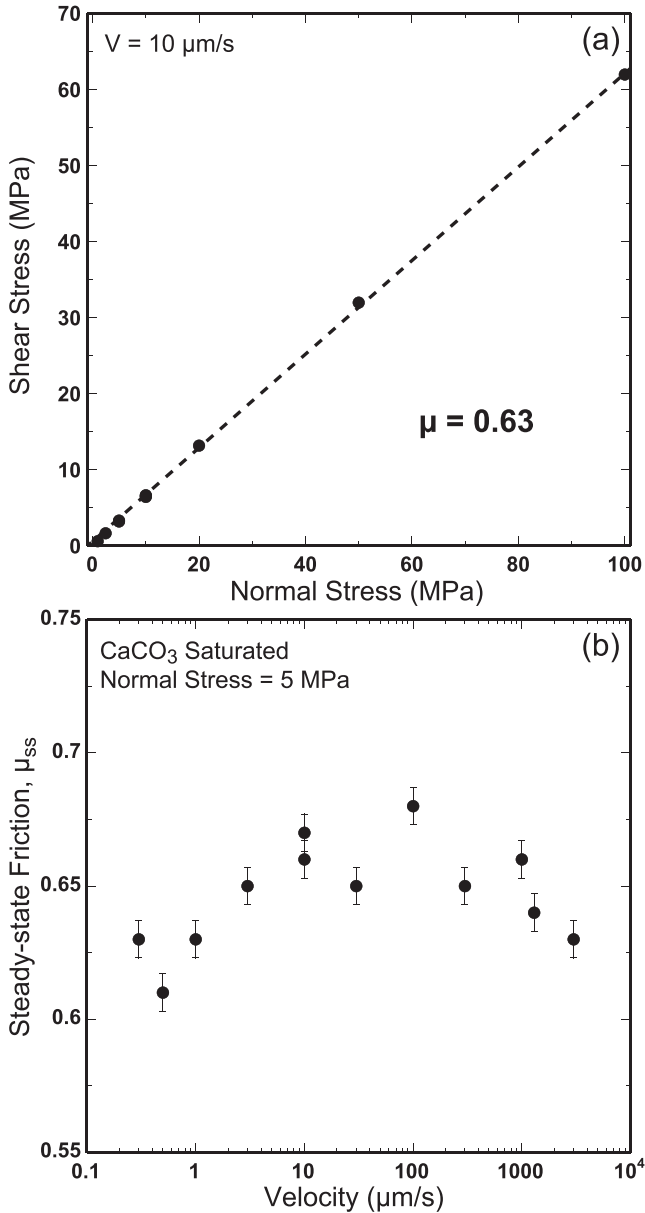 70
V = 10 µm/s
(a)
60
50
40
30
20
10
0
Shear Stress (MPa)
µ = 0.63
0 20 40 60 80 100
Normal Stress (MPa)
0.75
CaCO₃ Saturated
(b)
Normal Stress = 5 MPa
0.7
0.65
0.6
0.55
Steady-state Friction, µss
0.1 1 10 100 1000 10⁴
Velocity (µm/s)